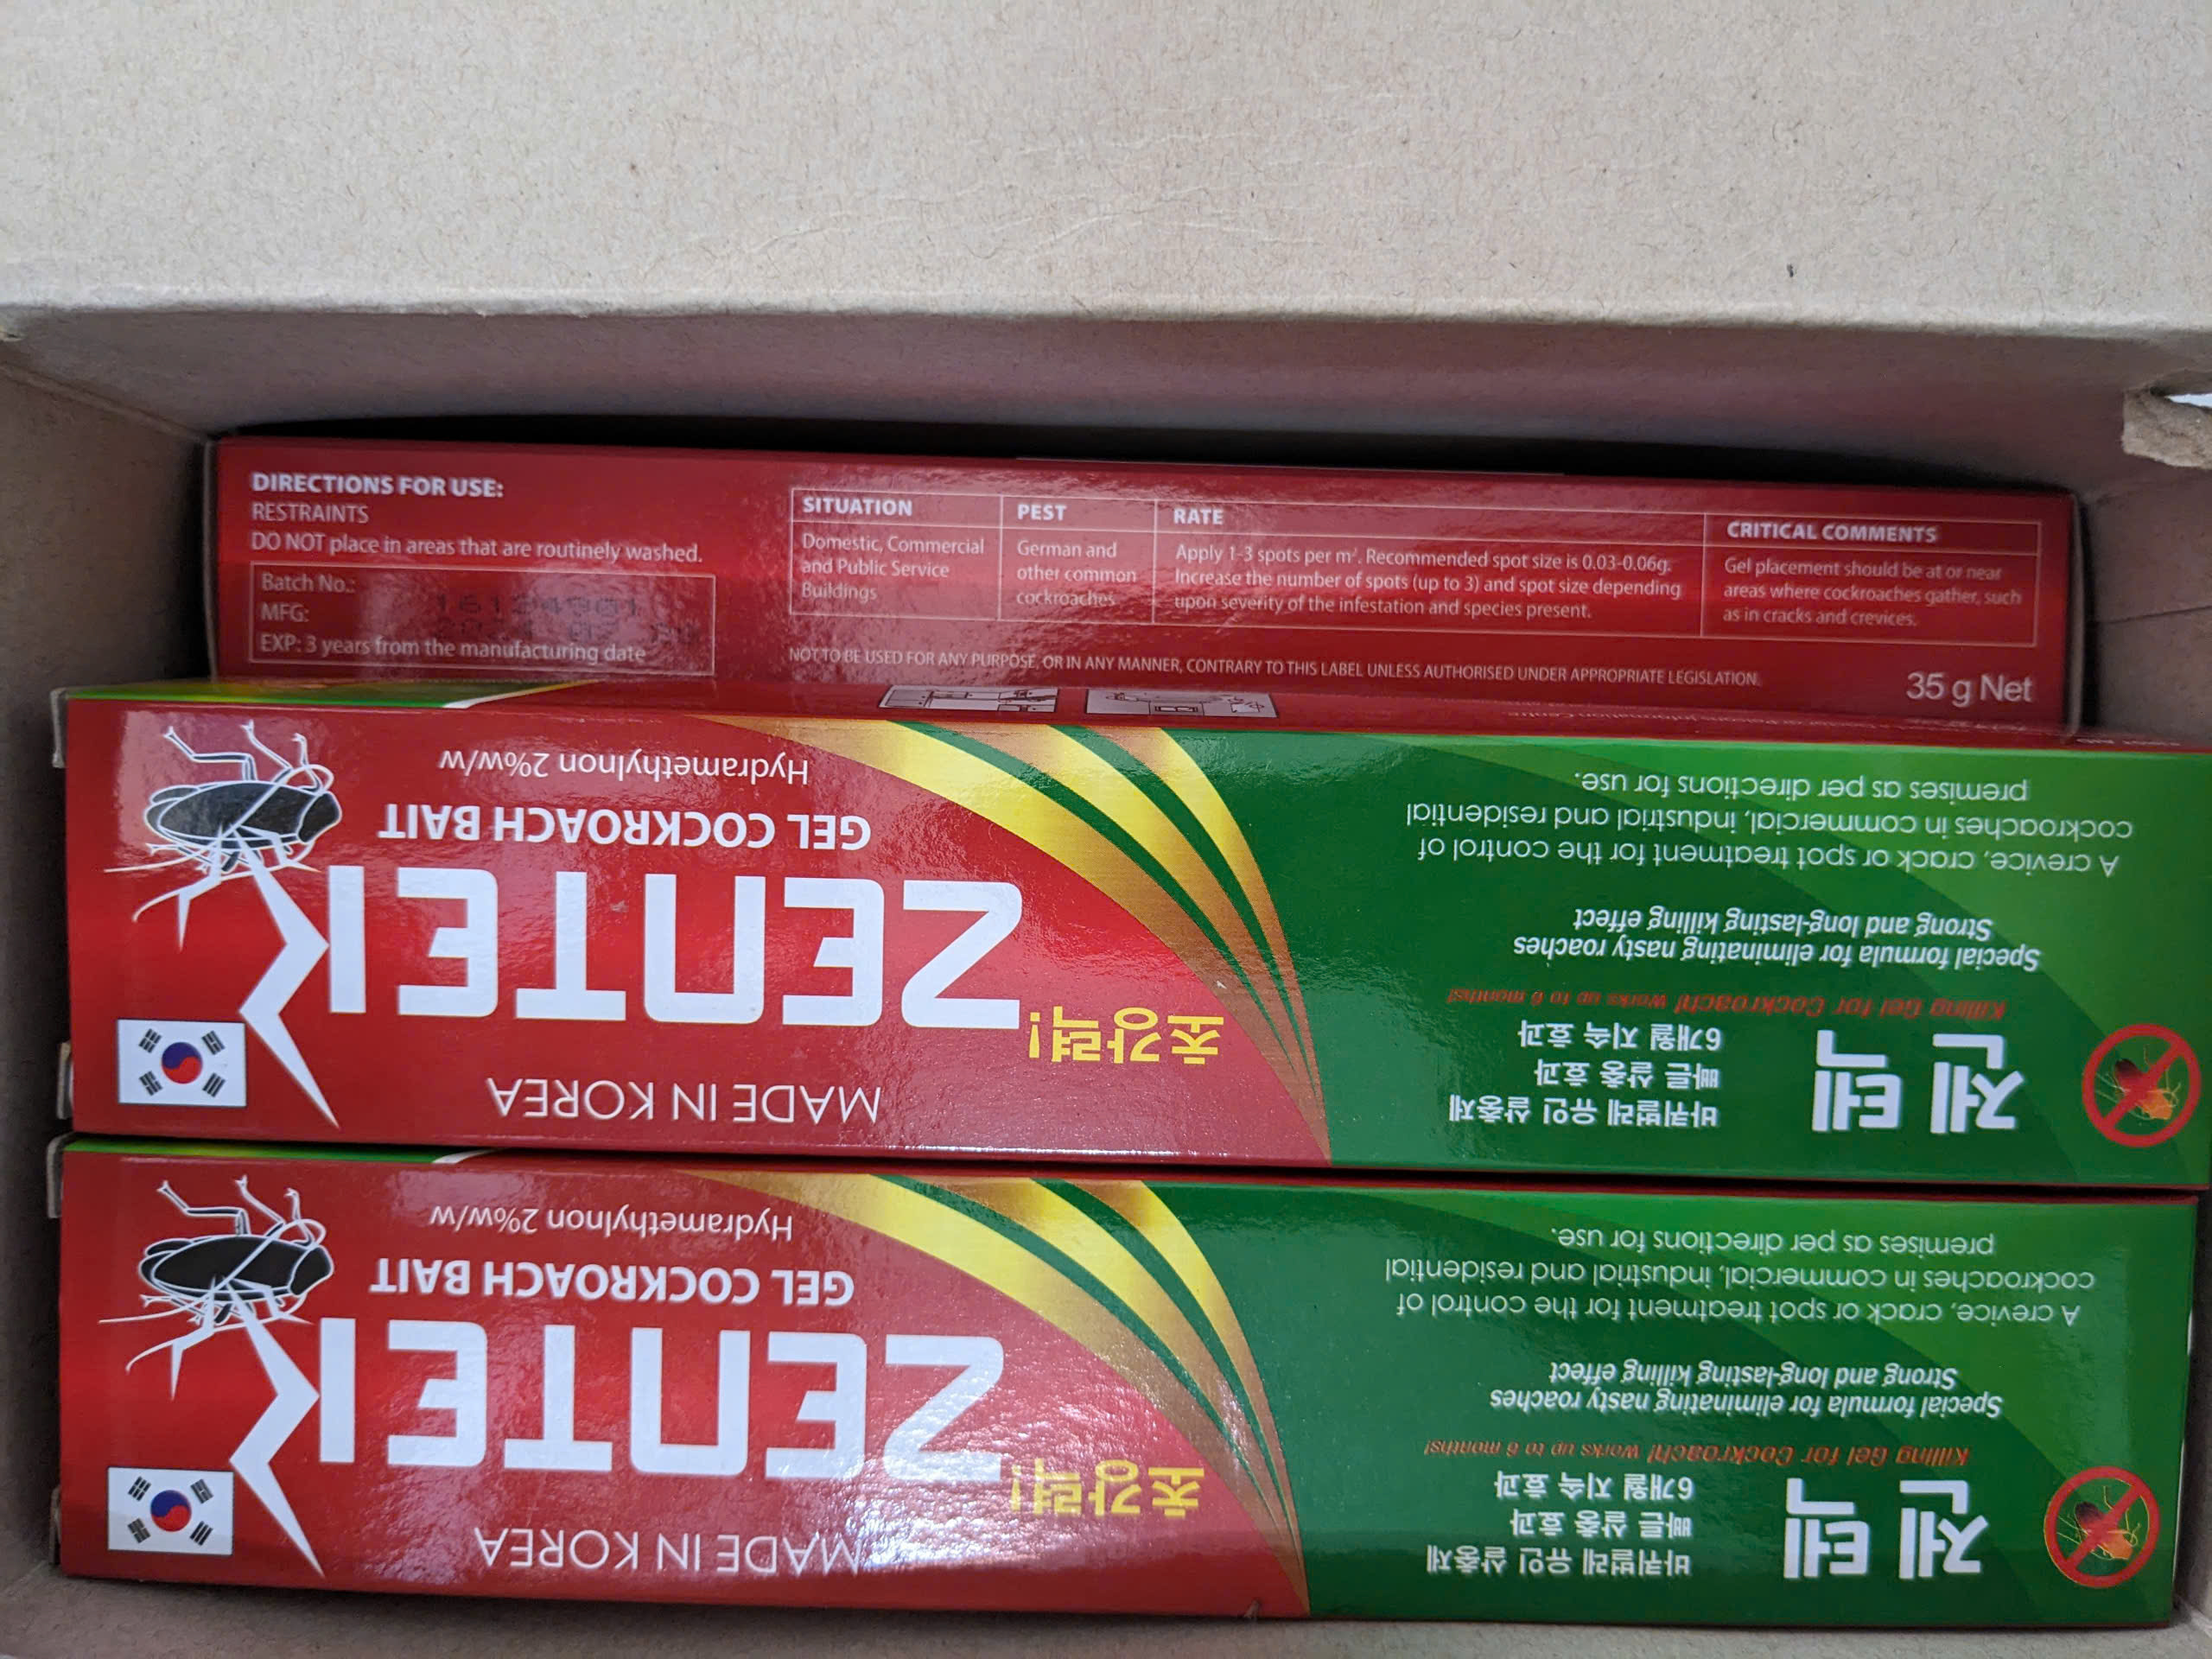 DIRECTIONS FOR USE:
RESTRAINTS
DO NOT place in areas that are routinely washed.
Batch No.:
MFG:
EXP: 3 years from the manufacturing date
SITUATION
Domestic, Commercial
and Public Service
Buildings
PEST
German and
other common
cockroaches
RATE
Apply 1-3 spots per m². Recommended spot size is 0.03-0.06g.
Increase the number of spots (up to 3) and spot size depending
upon severity of the infestation and species present.
CRITICAL COMMENTS
Gel placement should be at or near
areas where cockroaches gather, such
as in cracks and crevices.
NOT TO BE USED FOR ANY PURPOSE, OR IN ANY MANNER, CONTRARY TO THIS LABEL UNLESS AUTHORISED UNDER APPROPRIATE LEGISLATION.
35 g Net
젠텍
바퀴벌레 유인 살충제
빠른 살충 효과
6개월 지속 효과
Killing Gel for Cockroach! Works up to 6 months!
Special formula for eliminating nasty roaches
Strong and long-lasting killing effect
A crevice, crack or spot treatment for the control of
cockroaches in commercial, industrial and residential
premises as per directions for use.
MADE IN KOREA
초강력!
ZENTEK
GEL COCKROACH BAIT
Hydramethylnon 2%w/w
젠텍
바퀴벌레 유인 살충제
빠른 살충 효과
6개월 지속 효과
Killing Gel for Cockroach! Works up to 6 months!
Special formula for eliminating nasty roaches
Strong and long-lasting killing effect
A crevice, crack or spot treatment for the control of
cockroaches in commercial, industrial and residential
premises as per directions for use.
MADE IN KOREA
초강력!
ZENTEK
GEL COCKROACH BAIT
Hydramethylnon 2%w/w